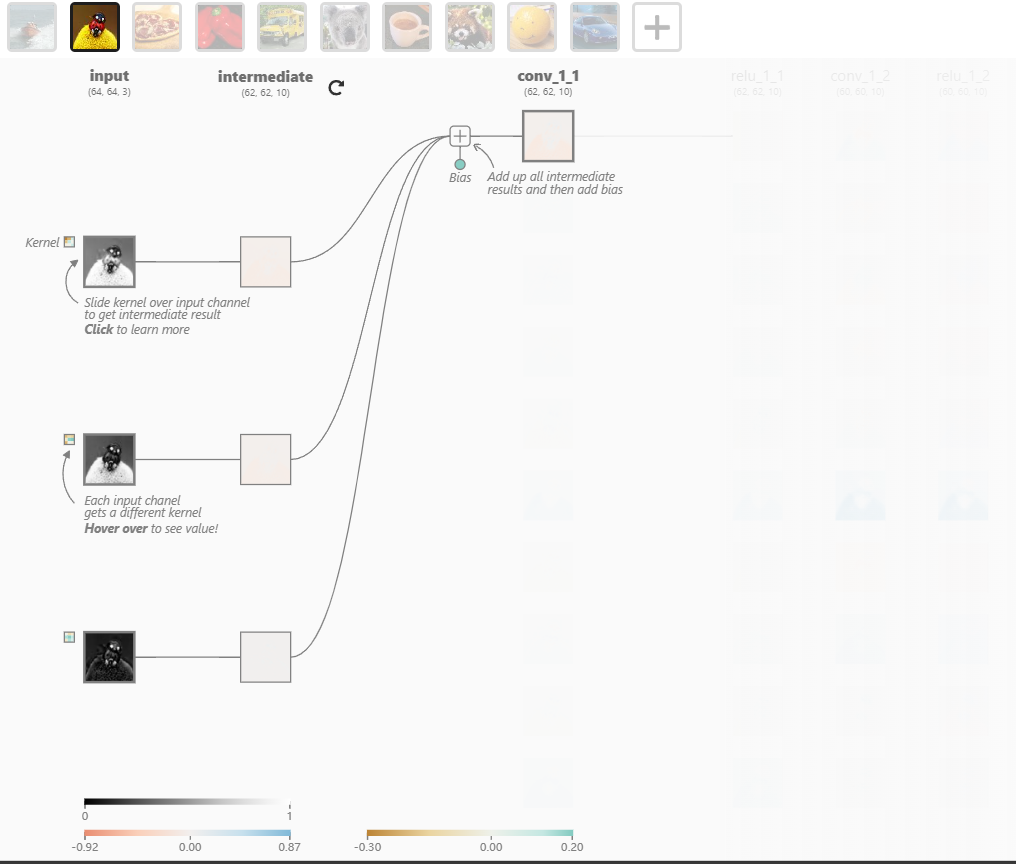 input
(64, 64, 3)
intermediate
(62, 62, 10)
conv_1_1
(62, 62, 10)
relu_1_1
(62, 62, 10)
conv_1_2
(60, 60, 10)
relu_1_2
(60, 60, 10)
Bias
Add up all intermediate
results and then add bias
Kernel
Slide kernel over input channel
to get intermediate result
Click to learn more
Each input chanel
gets a different kernel
Hover over to see value!
0 1
-0.92 0.00 0.87
-0.30 0.00 0.20